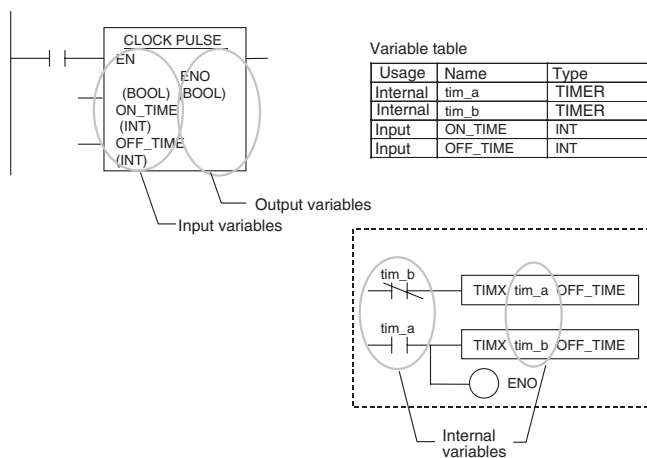 CLOCK PULSE
EN
ENO
(BOOL) (BOOL)
ON_TIME
(INT)
OFF_TIME
(INT)
Output variables
Input variables
Variable table
Usage Name Type
Internal tim_a TIMER
Internal tim_b TIMER
Input ON_TIME INT
Input OFF_TIME INT
tim_b
TIMX tim_a OFF_TIME
tim_a
TIMX tim_b OFF_TIME
ENO
Internal
variables